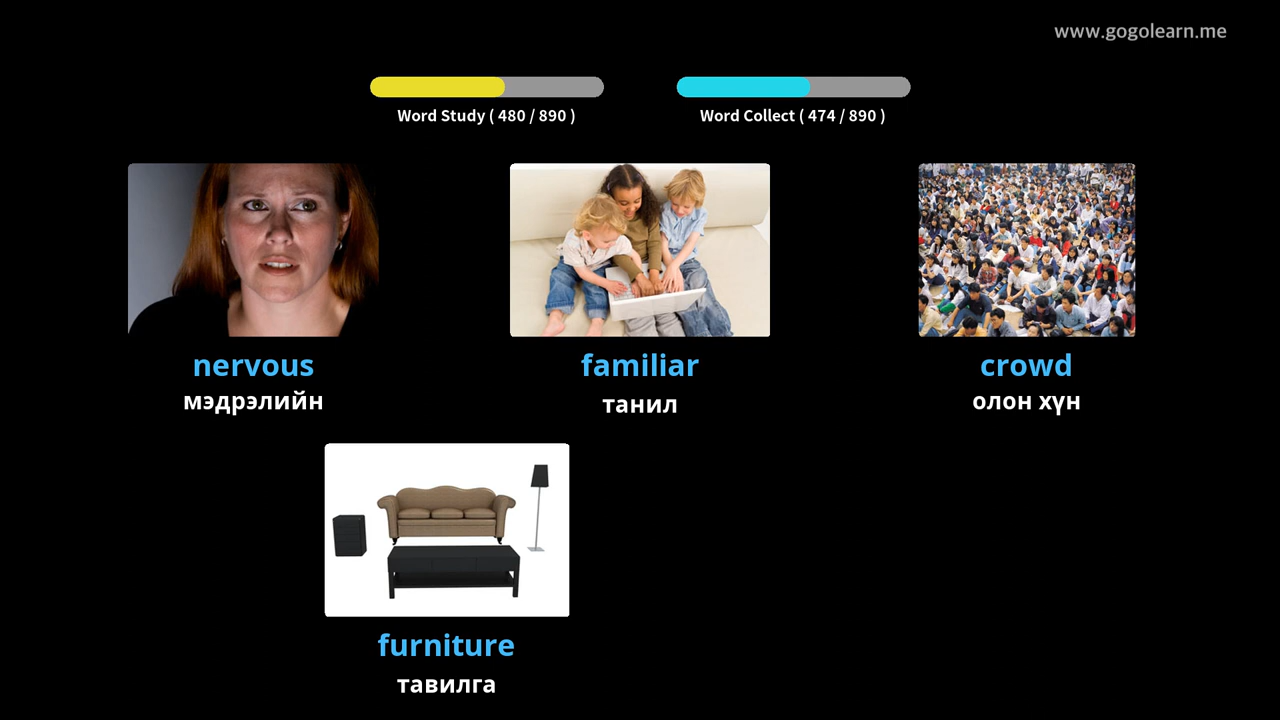 www.gogolearn.me
Word Study ( 480 / 890 )
Word Collect ( 474 / 890 )
nervous
мэдрэлийн
familiar
танил
crowd
олон хүн
furniture
тавилга